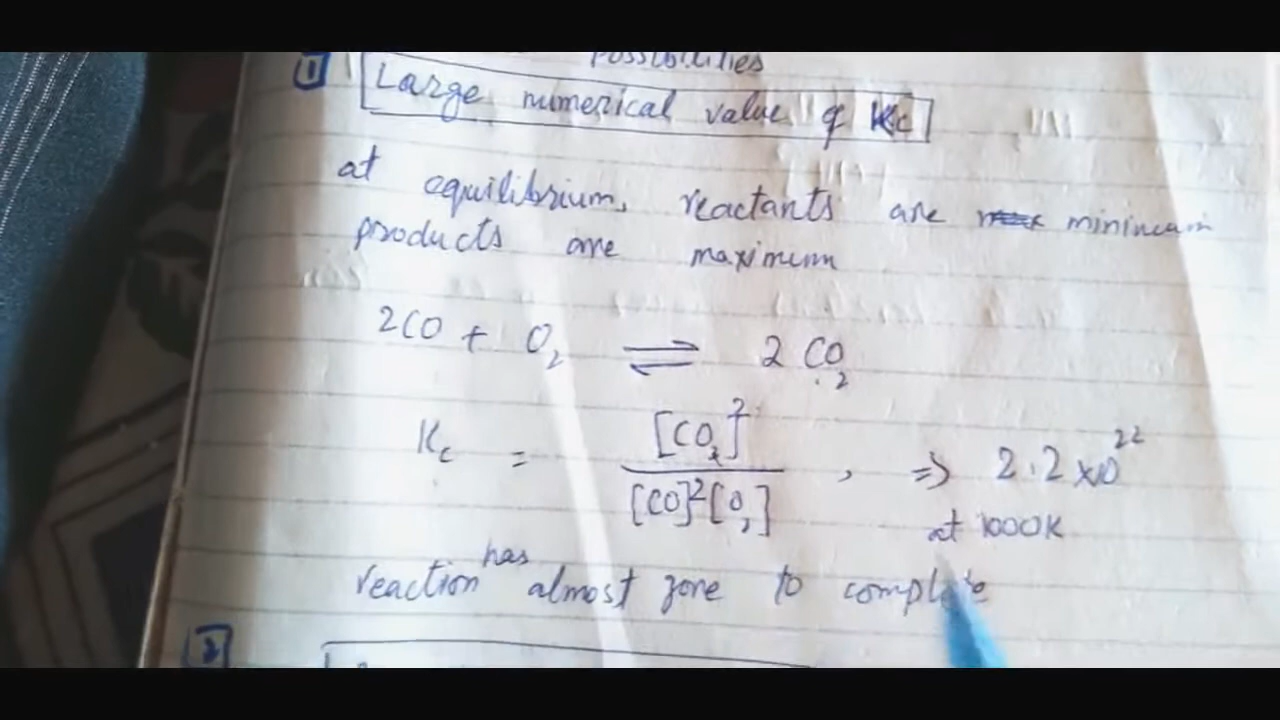 possibilities
1 Large numerical value of Kc
at equilibrium, reactants are minimum
products are maximum
2CO + O2 ⇌ 2CO2
Kc = [CO2]^2 / [CO]^2[O2] , ⇒ 2.2 x10^22
at 1000K
reaction has almost gone to complete
2